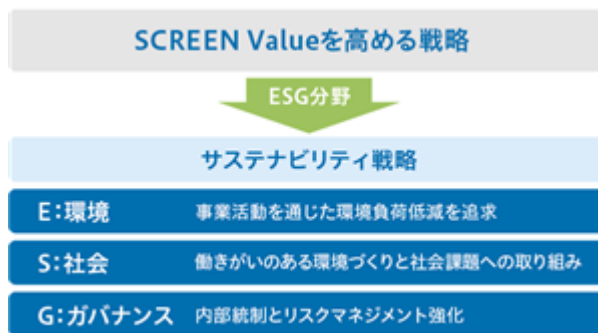 SCREEN Valueを高める戦略
ESG分野
サステナビリティ戦略
E：環境 事業活動を通じた環境負荷低減を追求
S：社会 働きがいのある環境づくりと社会課題への取り組み
G：ガバナンス 内部統制とリスクマネジメント強化